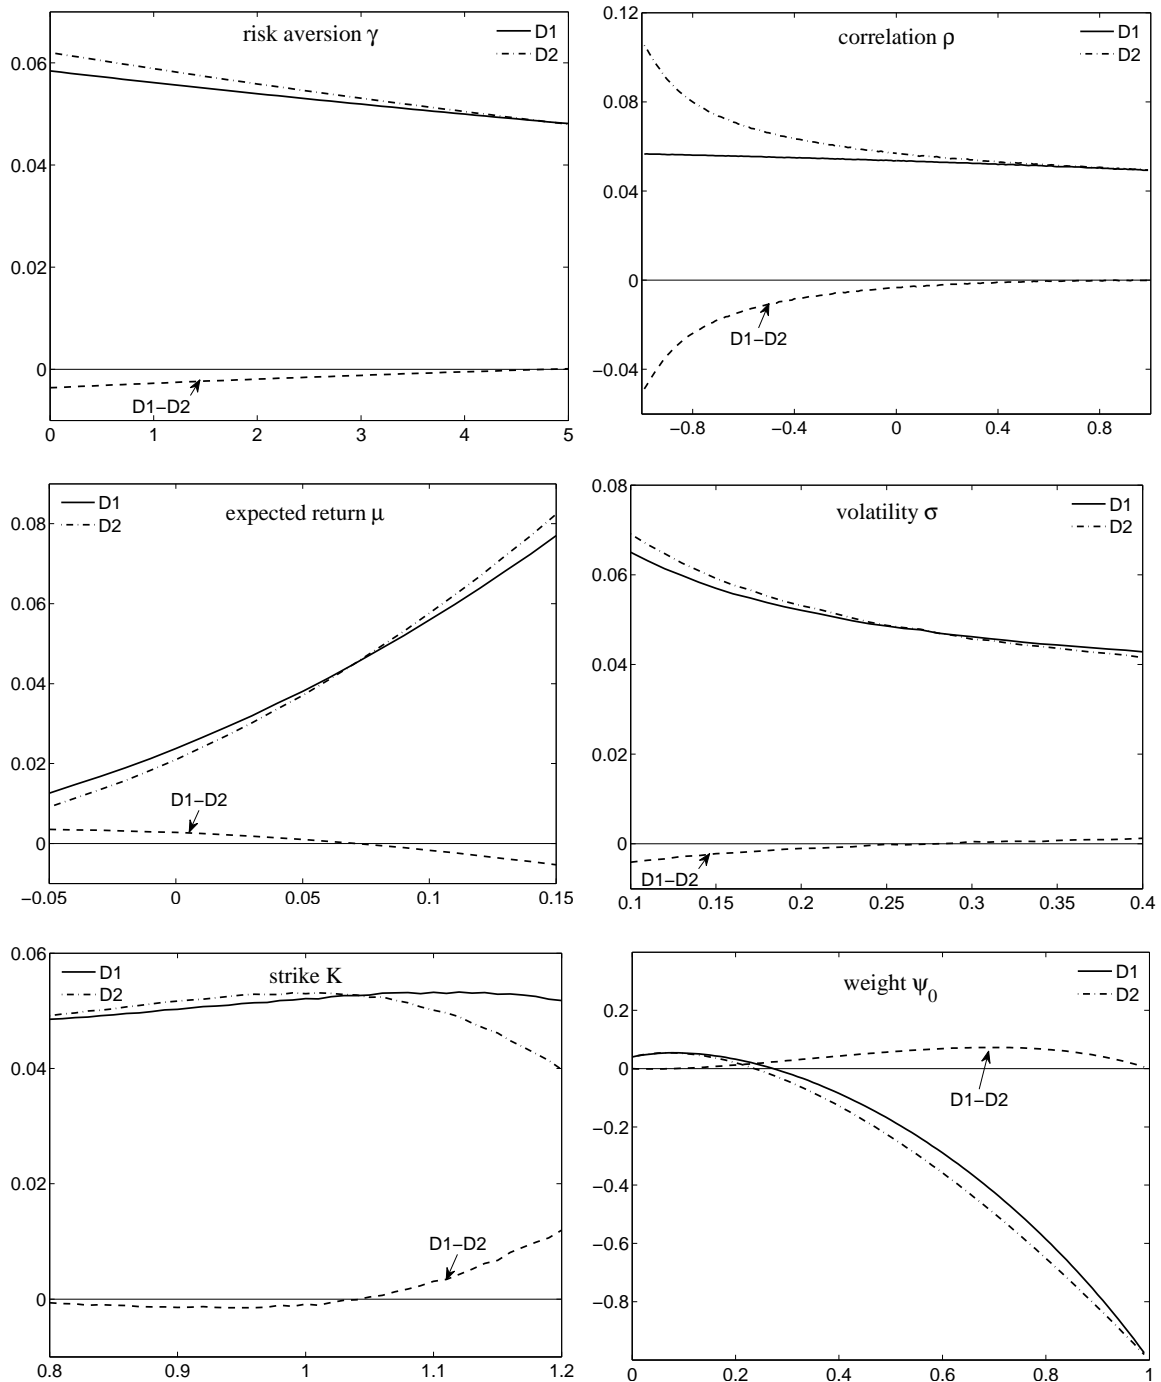 risk aversion γ
D1
D2
0.06
0.04
0.02
0
D1−D2
0 1 2 3 4 5
0.12
correlation ρ
D1
D2
0.08
0.04
0
D1−D2
−0.04
−0.8 −0.4 0 0.4 0.8
D1
D2
expected return μ
0.08
0.06
0.04
0.02
D1−D2
0
−0.05 0 0.05 0.1 0.15
0.08
volatility σ
D1
D2
0.06
0.04
0.02
0
D1−D2
0.1 0.15 0.2 0.25 0.3 0.35 0.4
0.06
D1
D2
strike K
0.04
0.02
D1−D2
0
0.8 0.9 1 1.1 1.2
weight ψ0
D1
D2
0.2
0
D1−D2
−0.2
−0.4
−0.6
−0.8
0 0.2 0.4 0.6 0.8 1